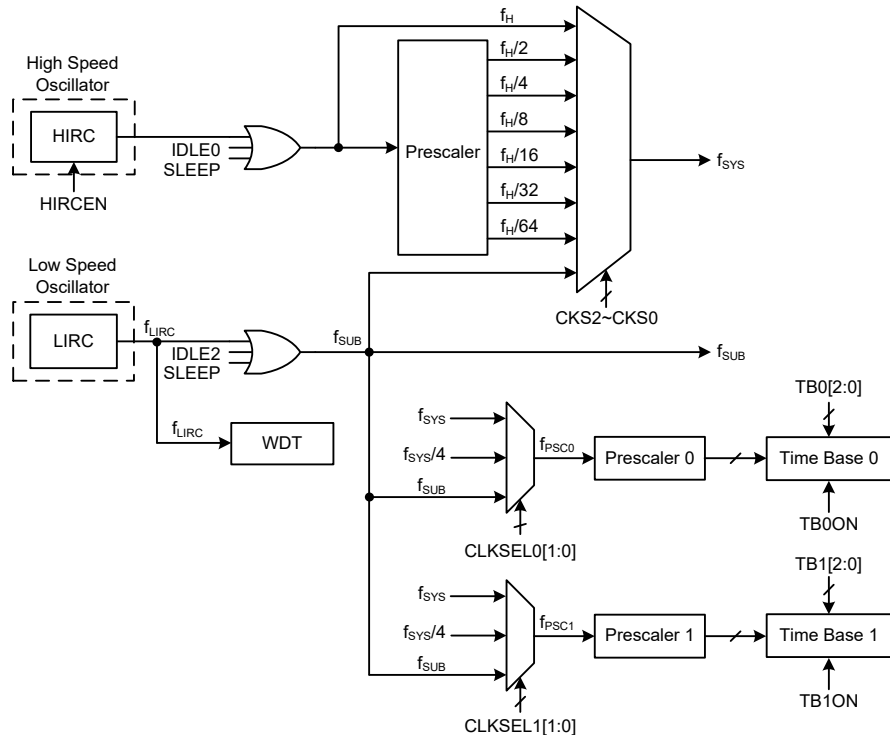 High Speed
Oscillator
HIRC
HIRCEN
IDLE0
SLEEP
Prescaler
fH
fH/2
fH/4
fH/8
fH/16
fH/32
fH/64
fSYS
CKS2~CKS0
Low Speed
Oscillator
LIRC
fLIRC
IDLE2
SLEEP
fSUB
fSUB
fLIRC
WDT
fSYS
fSYS/4
fSUB
fPSC0
CLKSEL0[1:0]
Prescaler 0
TB0[2:0]
Time Base 0
TB0ON
fSYS
fSYS/4
fSUB
fPSC1
CLKSEL1[1:0]
Prescaler 1
TB1[2:0]
Time Base 1
TB1ON